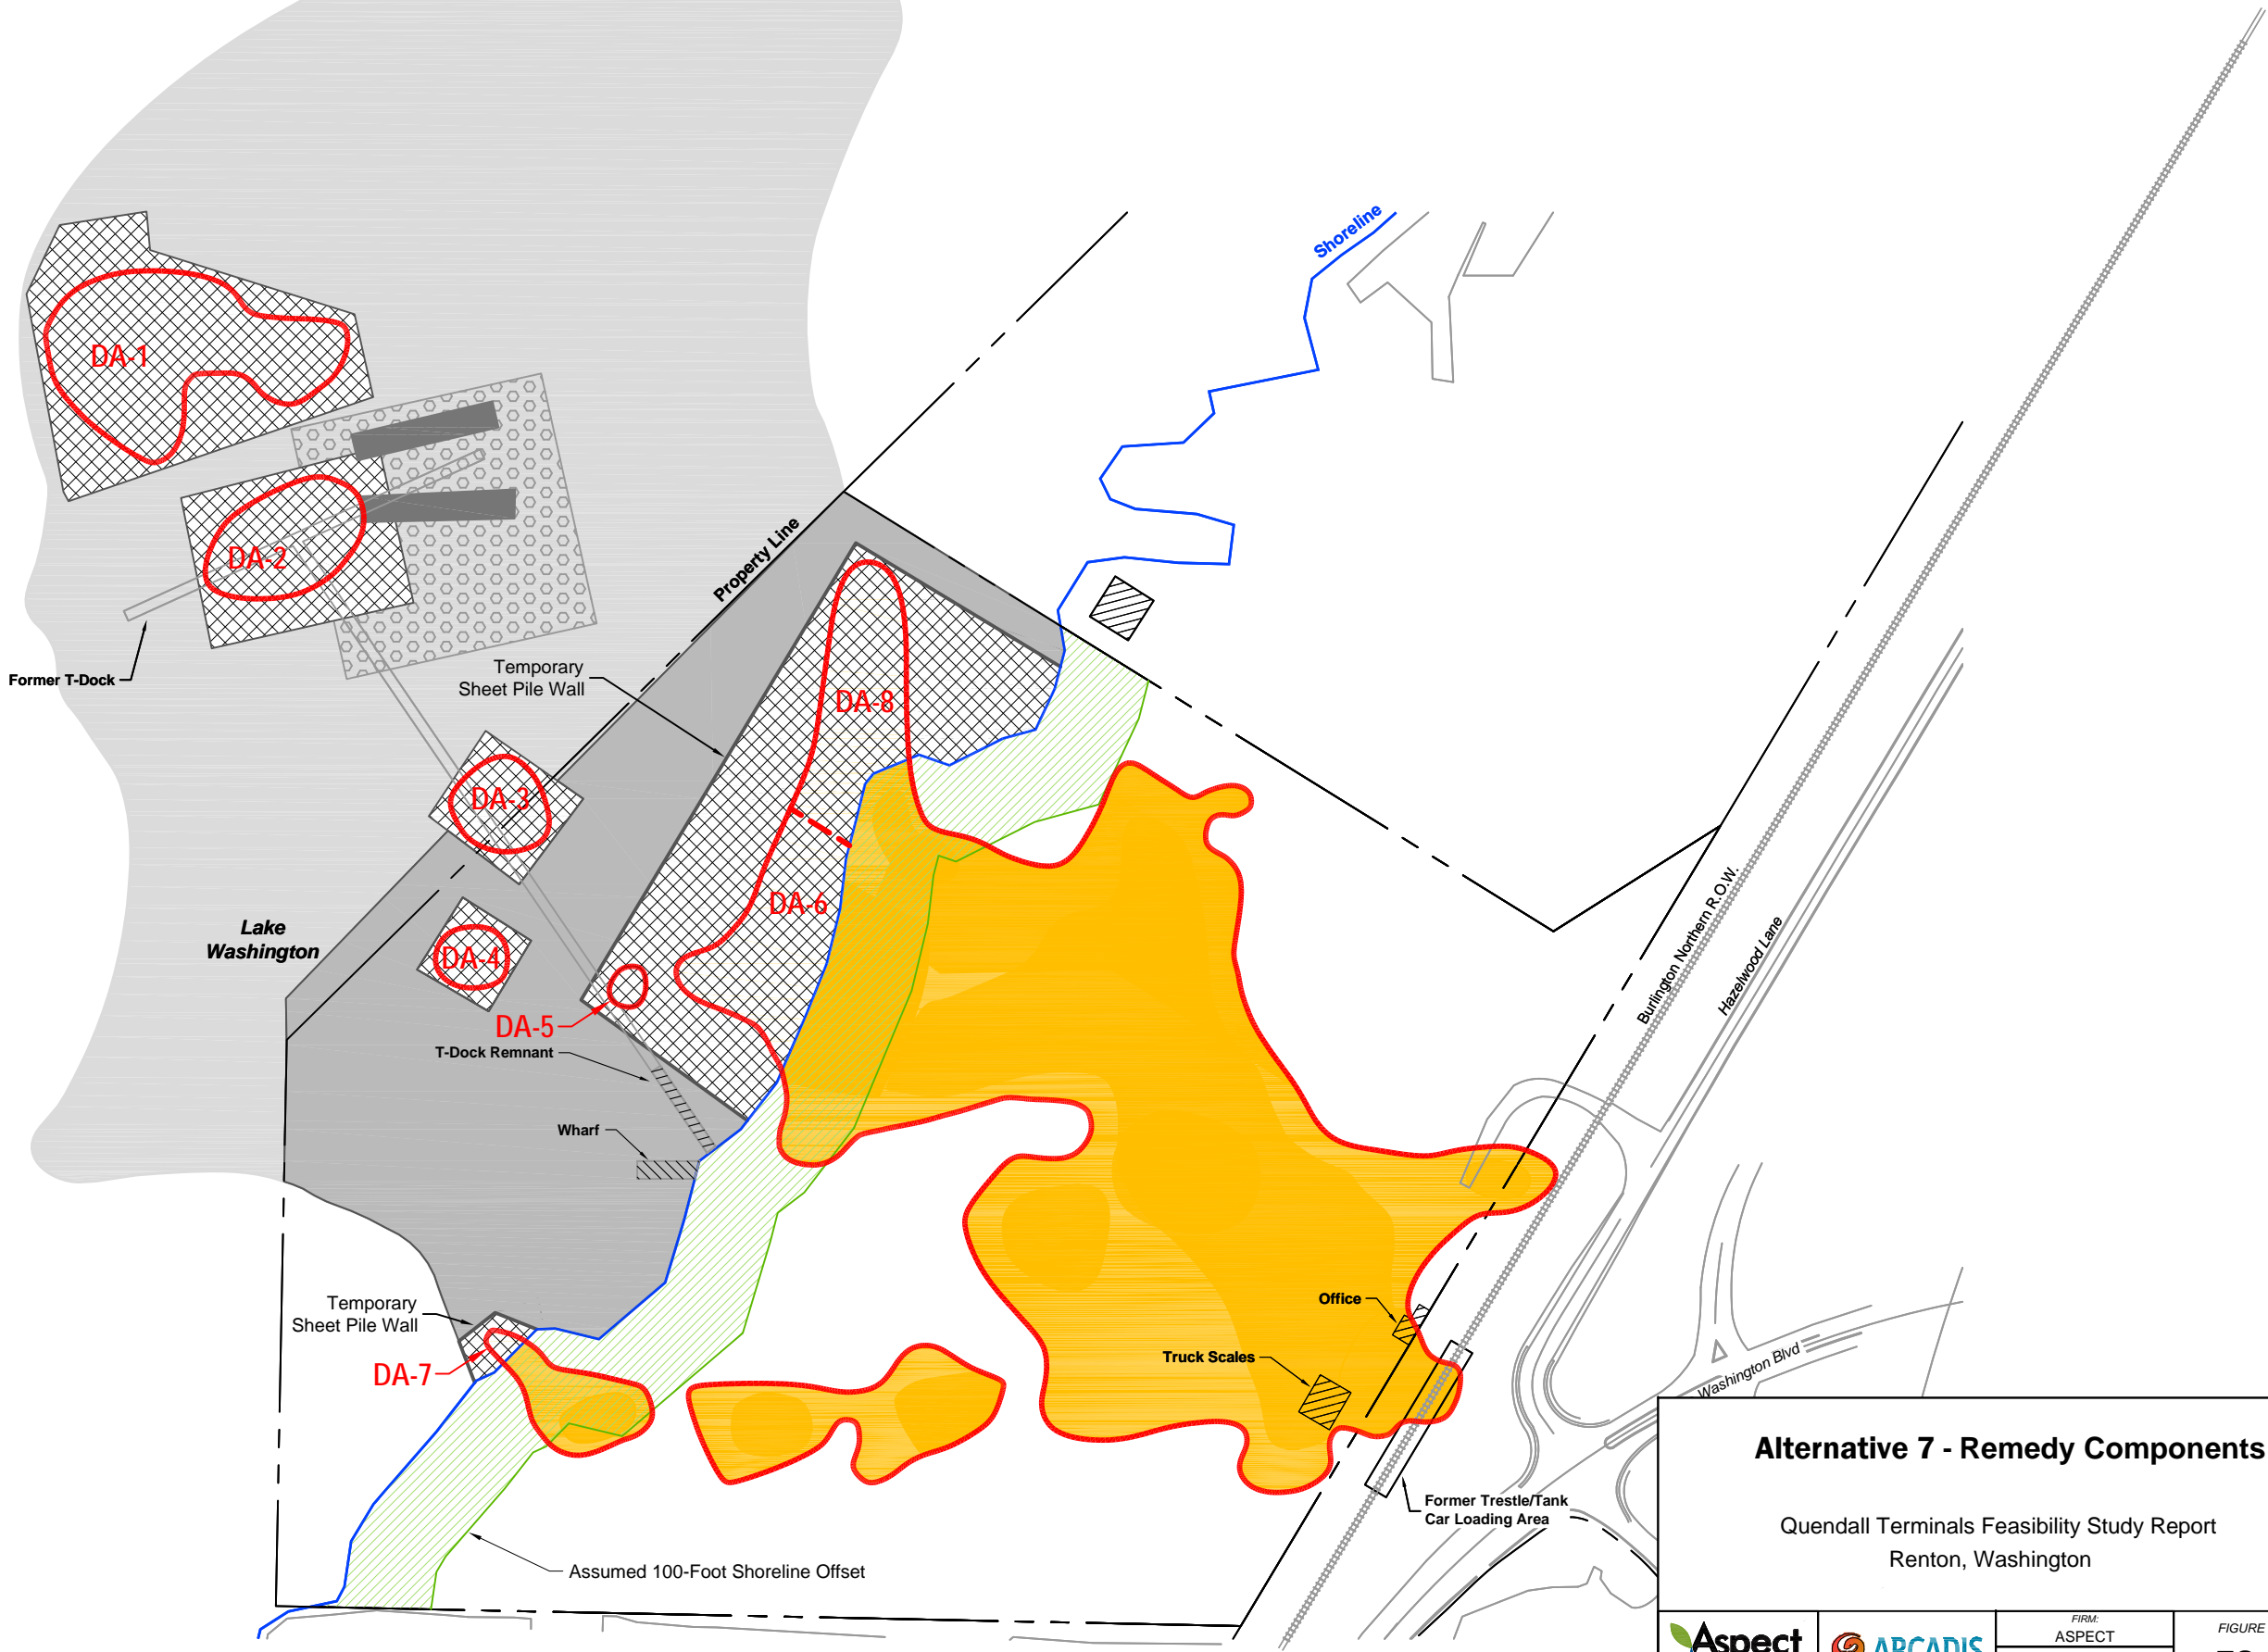 Shoreline
DA-1
Property Line
DA-2
Former T-Dock
Temporary
Sheet Pile Wall
DA-8
DA-3
DA-6
Lake
Washington
DA-4
DA-5
T-Dock Remnant
Wharf
Burlington Northern R.O.W.
Hazelwood Lane
Temporary
Sheet Pile Wall
DA-7
Office
Truck Scales
Washington Blvd
Former Trestle/Tank
Car Loading Area
Assumed 100-Foot Shoreline Offset
Alternative 7 - Remedy Components
Quendall Terminals Feasibility Study Report
Renton, Washington
Aspect
ARCADIS
FIRM:
ASPECT
FIGURE